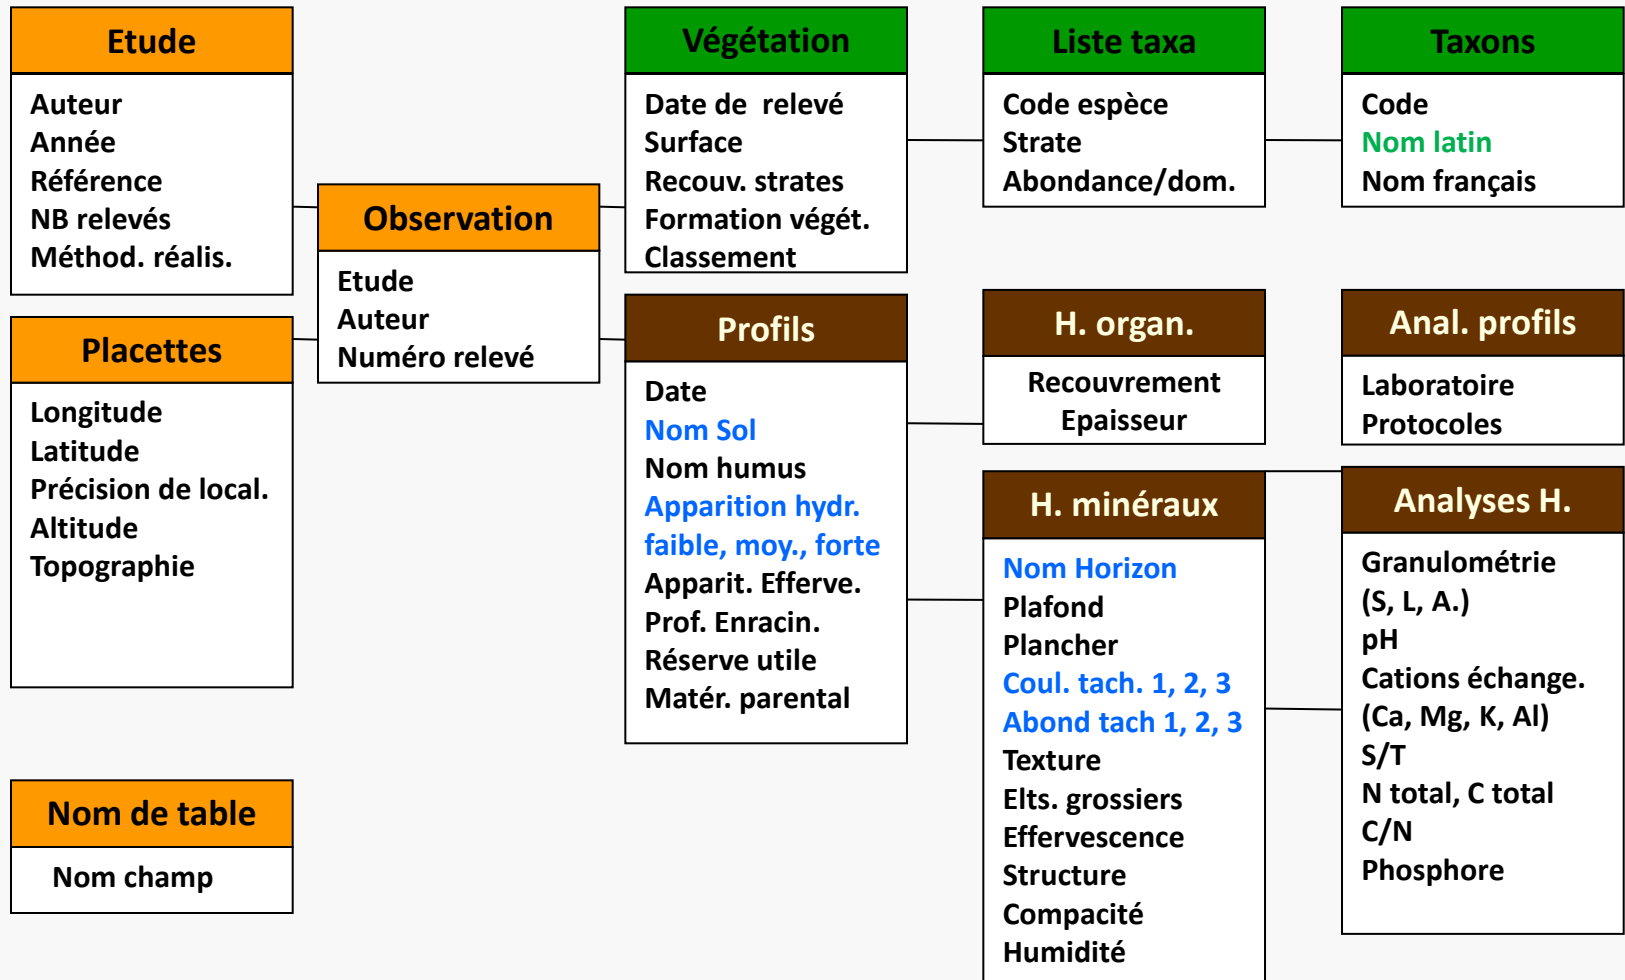 Etude
Auteur
Année
Référence
NB relevés
Méthod. réalis.
Placettes
Longitude
Latitude
Précision de local.
Altitude
Topographie
Nom de table
Nom champ
Observation
Etude
Auteur
Numéro relevé
Végétation
Date de relevé
Surface
Recouv. strates
Formation végét.
Classement
Profils
Date
Nom Sol
Nom humus
Apparition hydr.
faible, moy., forte
Apparit. Efferve.
Prof. Enracin.
Réserve utile
Matér. parental
Liste taxa
Code espèce
Strate
Abondance/dom.
H. organ.
Recouvrement
Epaisseur
H. minéraux
Nom Horizon
Plafond
Plancher
Coul. tach. 1, 2, 3
Abond tach 1, 2, 3
Texture
Elts. grossiers
Effervescence
Structure
Compacité
Humidité
Taxons
Code
Nom latin
Nom français
Anal. profils
Laboratoire
Protocoles
Analyses H.
Granulométrie
(S, L, A.)
pH
Cations échange.
(Ca, Mg, K, Al)
S/T
N total, C total
C/N
Phosphore